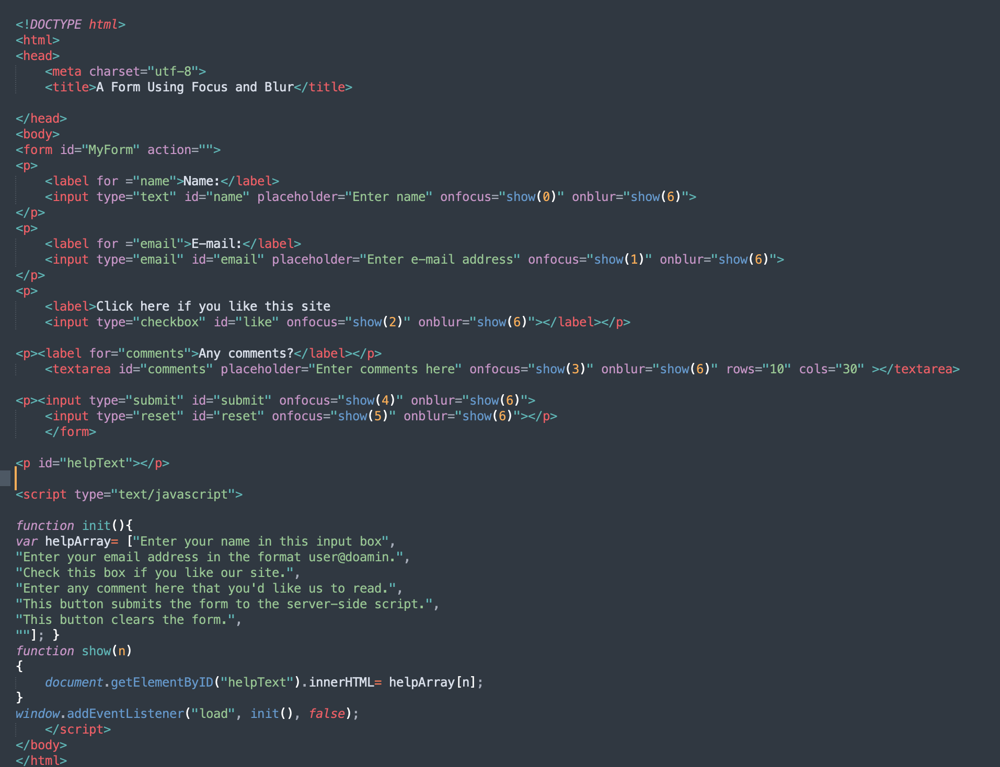 <!DOCTYPE html>
<html>
<head>
    <meta charset="utf-8">
    <title>A Form Using Focus and Blur</title>

</head>
<body>
<form id="MyForm" action="">
<p>
    <label for ="name">Name:</label>
    <input type="text" id="name" placeholder="Enter name" onfocus="show(0)" onblur="show(6)">
</p>
<p>
    <label for ="email">E-mail:</label>
    <input type="email" id="email" placeholder="Enter e-mail address" onfocus="show(1)" onblur="show(6)">
</p>
<p>
    <label>Click here if you like this site
    <input type="checkbox" id="like" onfocus="show(2)" onblur="show(6)"></label></p>

<p><label for="comments">Any comments?</label></p>
    <textarea id="comments" placeholder="Enter comments here" onfocus="show(3)" onblur="show(6)" rows="10" cols="30" ></textarea>

<p><input type="submit" id="submit" onfocus="show(4)" onblur="show(6)">
    <input type="reset" id="reset" onfocus="show(5)" onblur="show(6)"></p>
    </form>

<p id="helpText"></p>

<script type="text/javascript">

function init(){
var helpArray= ["Enter your name in this input box",
"Enter your email address in the format user@doamin.",
"Check this box if you like our site.",
"Enter any comment here that you'd like us to read.",
"This button submits the form to the server-side script.",
"This button clears the form.",
""]; }
function show(n)
{
    document.getElementByID("helpText").innerHTML= helpArray[n];
}
window.addEventListener("load", init(), false);
    </script>
</body>
</html>